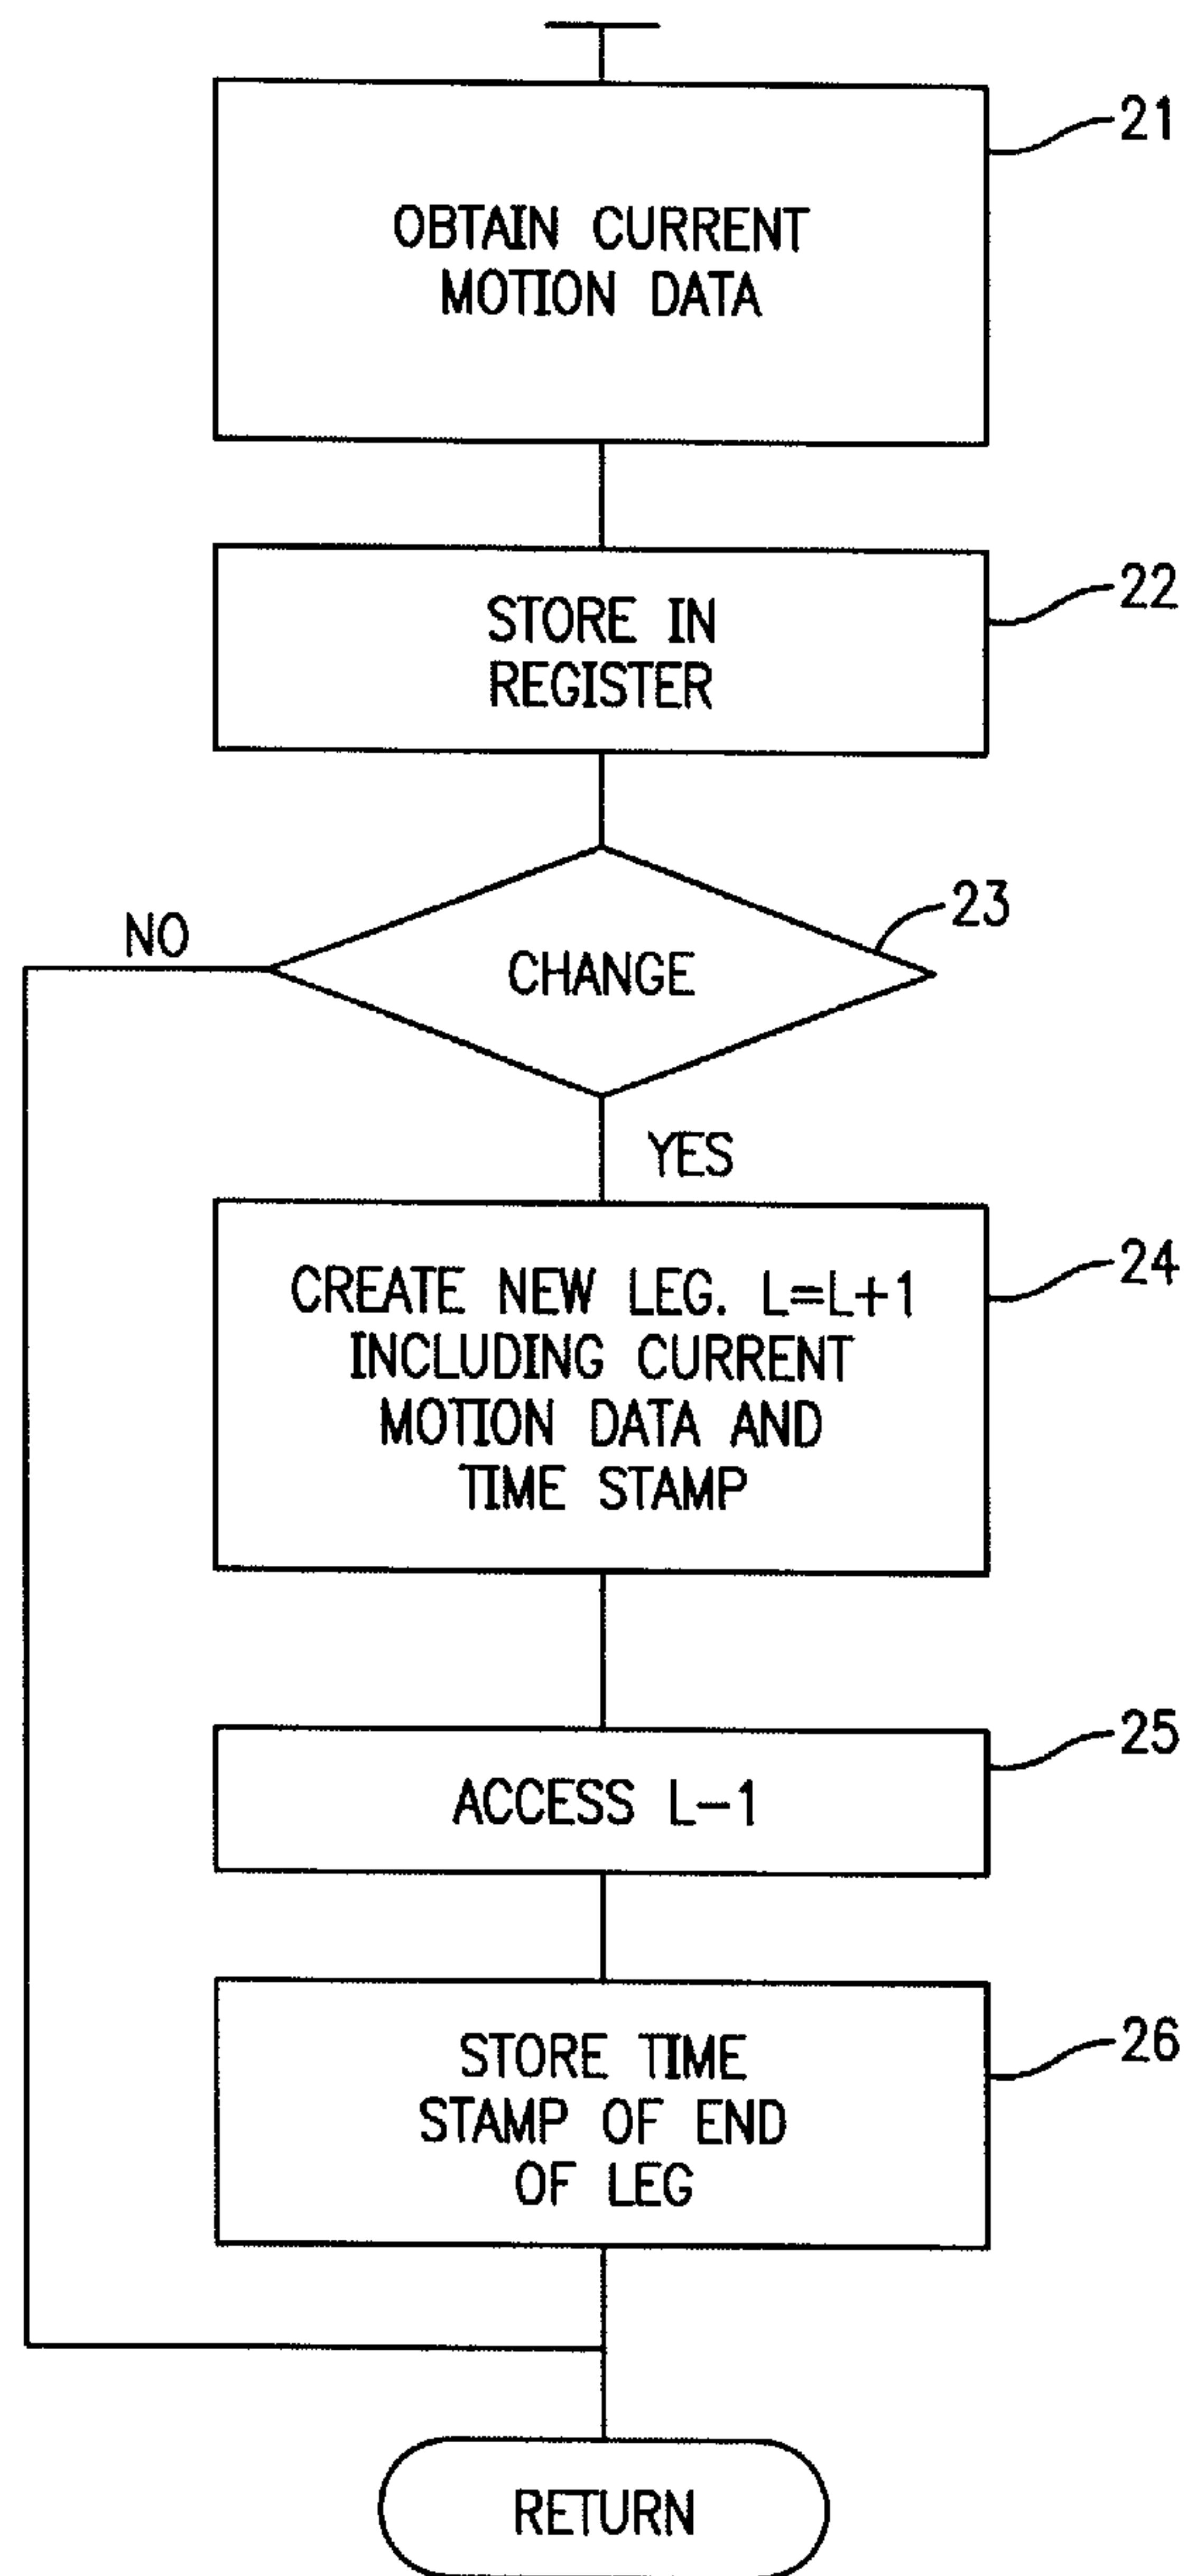 21
OBTAIN CURRENT
MOTION DATA
22
STORE IN
REGISTER
23
NO
CHANGE
YES
24
CREATE NEW LEG. L=L+1
INCLUDING CURRENT
MOTION DATA AND
TIME STAMP
25
ACCESS L-1
26
STORE TIME
STAMP OF END
OF LEG
RETURN